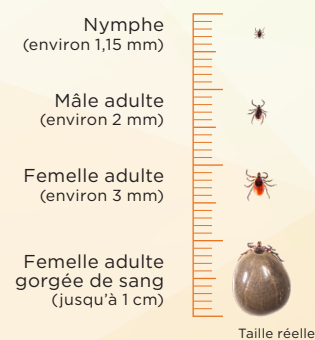 Nymphe
(environ 1,15 mm)
Mâle adulte
(environ 2 mm)
Femelle adulte
(environ 3 mm)
Femelle adulte
gorgée de sang
(jusqu'à 1 cm)
Taille réelle